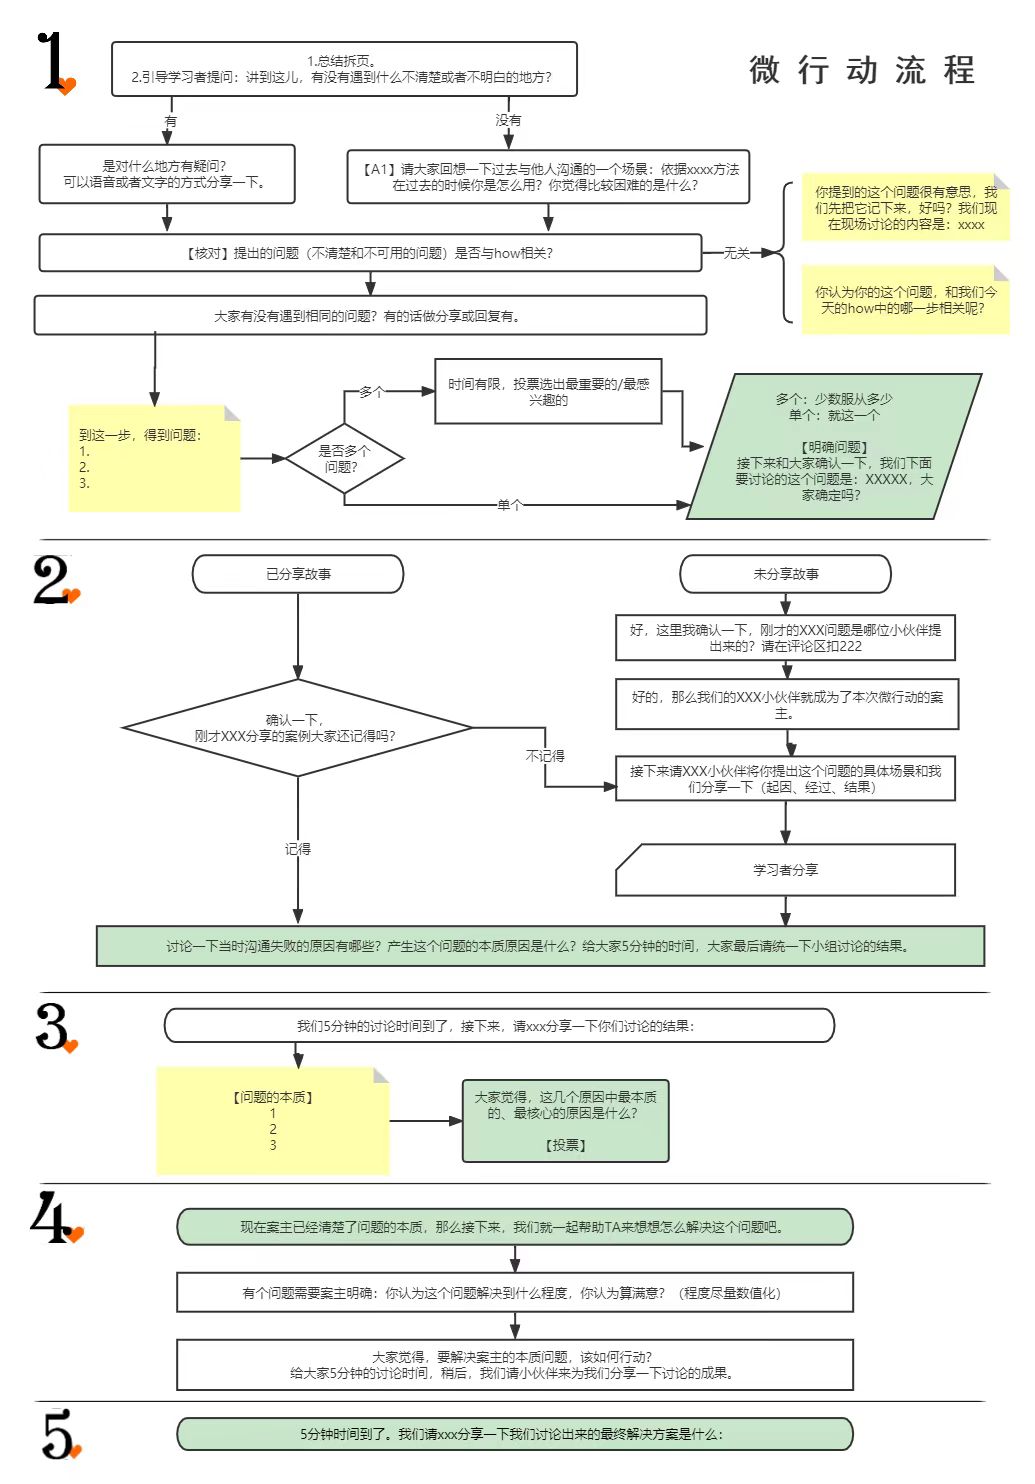 1
微行动流程
1.总结拆页。
2.引导学习者提问：讲到这儿，有没有遇到什么不清楚或者不明白的地方？
有
没有
是对什么地方有疑问？
可以语音或者文字的方式分享一下。
【A1】请大家回想一下过去与他人沟通的一个场景：依据xxxx方法
在过去的时候你是怎么用？你觉得比较困难的是什么？
你提到的这个问题很有意思，我
们先把它记下来，好吗？我们现
在现场讨论的内容是：xxxx
【核对】提出的问题（不清楚和不可用的问题）是否与how相关？
无关
你认为你的这个问题，和我们今
天的how中的哪一步相关呢？
大家有没有遇到相同的问题？有的话做分享或回复有。
到这一步，得到问题：
1.
2.
3.
是否多个
问题？
多个
时间有限，投票选出最重要的/最感
兴趣的
单个
多个：少数服从多少
单个：就这一个
【明确问题】
接下来和大家确认一下，我们下面
要讨论的这个问题是：XXXXX，大
家确定吗？
2
已分享故事
未分享故事
好，这里我确认一下，刚才的XXX问题是哪位小伙伴提
出来的？请在评论区扣222
好的，那么我们的XXX小伙伴就成为了本次微行动的案
主。
确认一下，
刚才XXX分享的案例大家还记得吗？
不记得
接下来请XXX小伙伴将你提出这个问题的具体场景和我
们分享一下（起因、经过、结果）
记得
学习者分享
讨论一下当时沟通失败的原因有哪些？产生这个问题的本质原因是什么？给大家5分钟的时间，大家最后请统一下小组讨论的结果。
3
我们5分钟的讨论时间到了，接下来，请xxx分享一下你们讨论的结果：
【问题的本质】
1
2
3
大家觉得，这几个原因中最本质
的、最核心的原因是什么？
【投票】
4
现在案主已经清楚了问题的本质，那么接下来，我们就一起帮助TA来想想怎么解决这个问题吧。
有个问题需要案主明确：你认为这个问题解决到什么程度，你认为算满意？（程度尽量数值化）
大家觉得，要解决案主的本质问题，该如何行动？
给大家5分钟的讨论时间，稍后，我们请小伙伴来为我们分享一下讨论的成果。
5
5分钟时间到了。我们请xxx分享一下我们讨论出来的最终解决方案是什么：